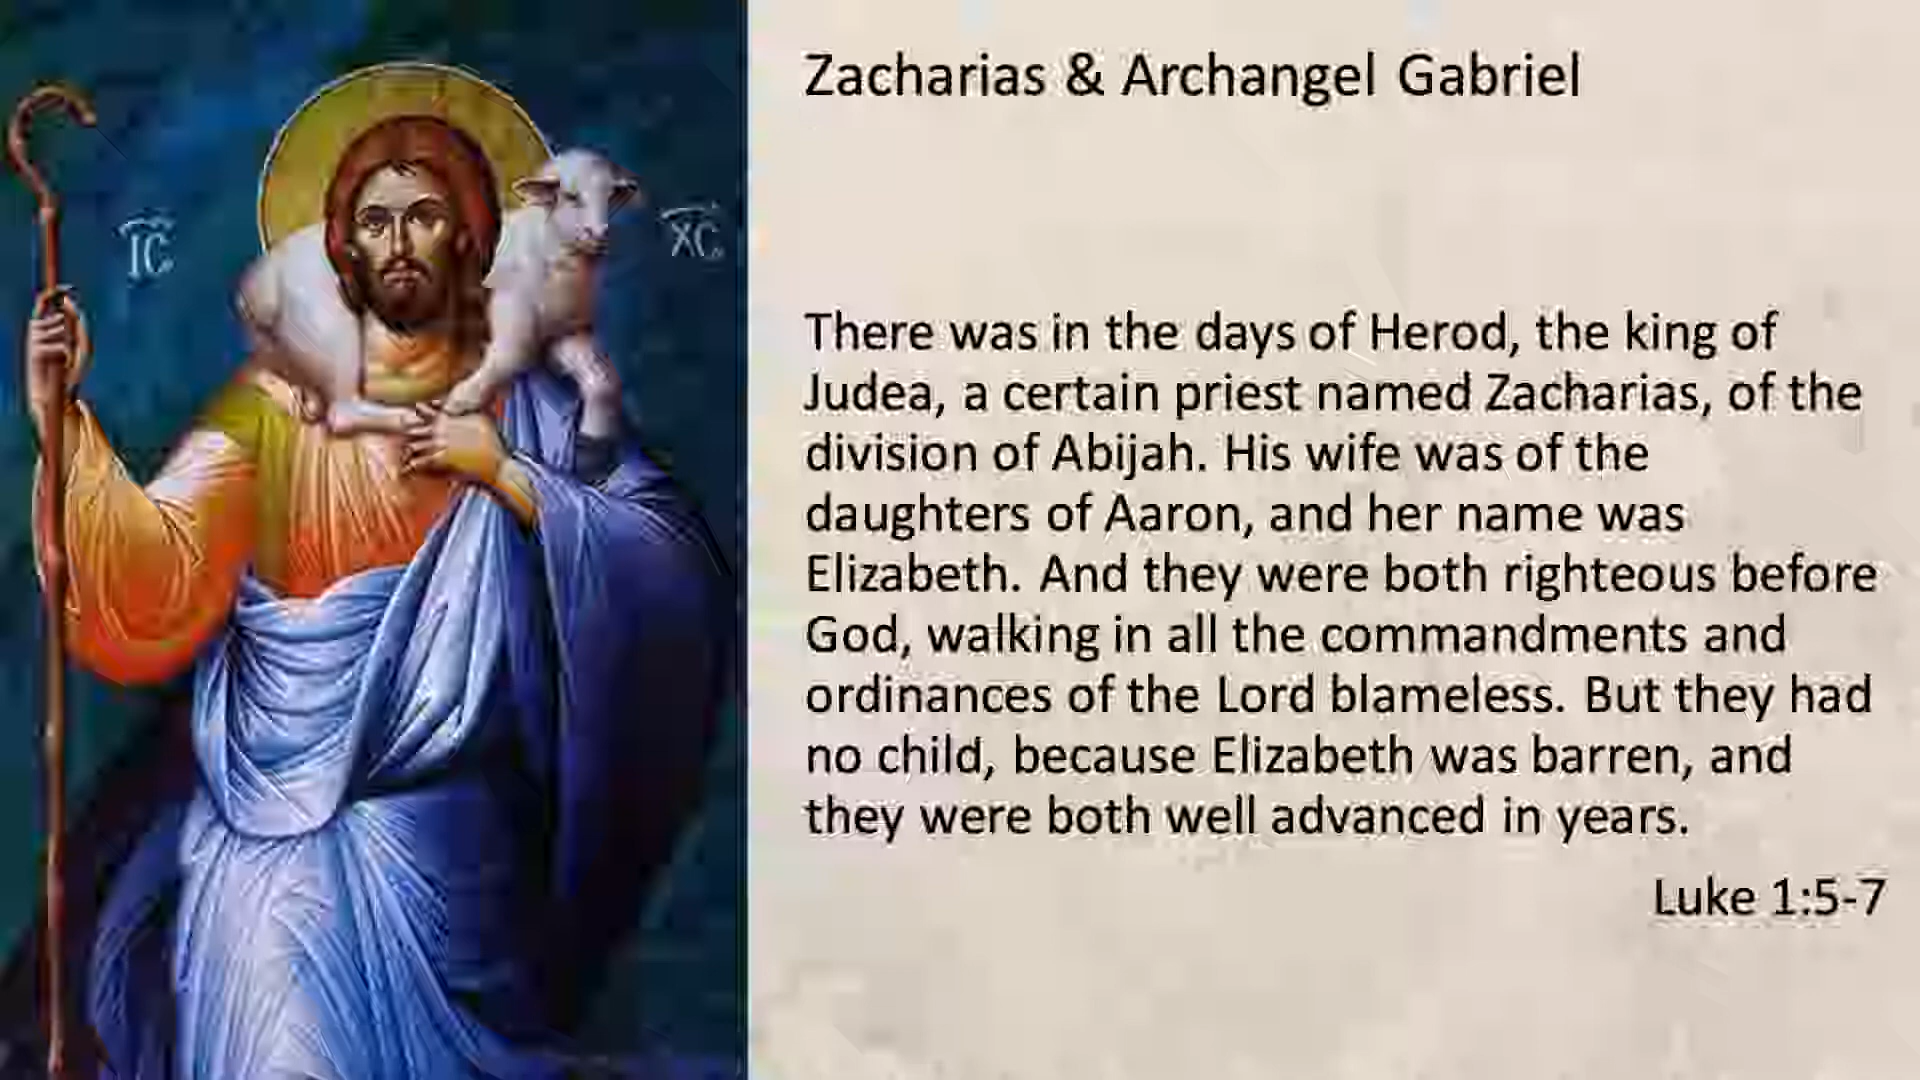 Zacharias & Archangel Gabriel
IC
XC
There was in the days of Herod, the king of
Judea, a certain priest named Zacharias, of the
division of Abijah. His wife was of the
daughters of Aaron, and her name was
Elizabeth. And they were both righteous before
God, walking in all the commandments and
ordinances of the Lord blameless. But they had
no child, because Elizabeth was barren, and
they were both well advanced in years.
Luke 1:5-7